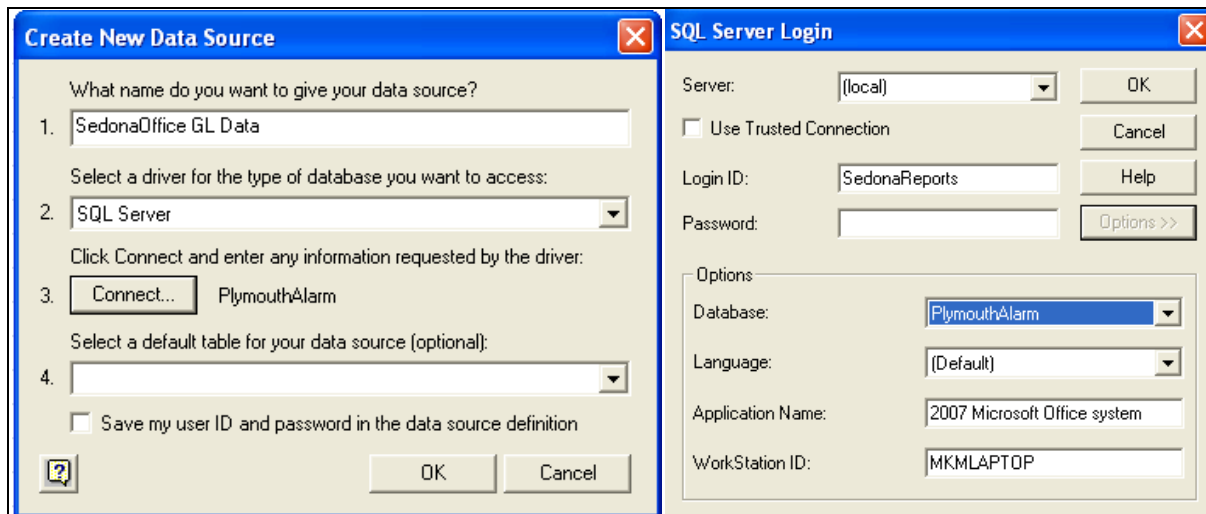 Create New Data Source
What name do you want to give your data source?
1. SedonaOffice GL Data
Select a driver for the type of database you want to access:
2. SQL Server
Click Connect and enter any information requested by the driver:
3. Connect... PlymouthAlarm
Select a default table for your data source (optional):
4.
Save my user ID and password in the data source definition
OK Cancel
SQL Server Login
Server: (local) OK
Use Trusted Connection Cancel
Login ID: SedonaReports Help
Password: Options >>
Options
Database: PlymouthAlarm
Language: (Default)
Application Name: 2007 Microsoft Office system
WorkStation ID: MKMLAPTOP